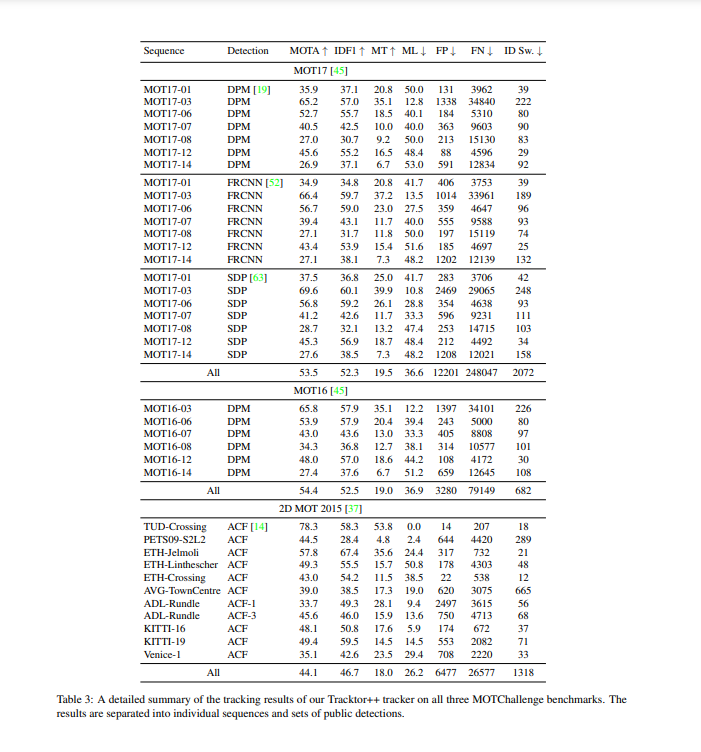 Sequence Detection MOTA ↑ IDF1 ↑ MT ↑ ML ↓ FP ↓ FN ↓ ID Sw. ↓
MOT17 [45]
MOT17-01 DPM [19] 35.9 37.1 20.8 50.0 131 3962 39
MOT17-03 DPM 65.2 57.0 35.1 12.8 1338 34840 222
MOT17-06 DPM 52.7 55.7 18.5 40.1 184 5310 80
MOT17-07 DPM 40.5 42.5 10.0 40.0 363 9603 90
MOT17-08 DPM 27.0 30.7 9.2 50.0 213 15130 83
MOT17-12 DPM 45.6 55.2 16.5 48.4 88 4596 29
MOT17-14 DPM 26.9 37.1 6.7 53.0 591 12834 92
MOT17-01 FRCNN [52] 34.9 34.8 20.8 41.7 406 3753 39
MOT17-03 FRCNN 66.4 59.7 37.2 13.5 1014 33961 189
MOT17-06 FRCNN 56.7 59.0 23.0 27.5 359 4647 96
MOT17-07 FRCNN 39.4 43.1 11.7 40.0 555 9588 93
MOT17-08 FRCNN 27.1 31.7 11.8 50.0 197 15119 74
MOT17-12 FRCNN 43.4 53.9 15.4 51.6 185 4697 25
MOT17-14 FRCNN 27.1 38.1 7.3 48.2 1202 12139 132
MOT17-01 SDP [63] 37.5 36.8 25.0 41.7 283 3706 42
MOT17-03 SDP 69.6 60.1 39.9 10.8 2469 29065 248
MOT17-06 SDP 56.8 59.2 26.1 28.8 354 4638 93
MOT17-07 SDP 41.2 42.6 11.7 33.3 596 9231 111
MOT17-08 SDP 28.7 32.1 13.2 47.4 253 14715 103
MOT17-12 SDP 45.3 56.9 18.7 48.4 212 4492 34
MOT17-14 SDP 27.6 38.5 7.3 48.2 1208 12021 158
All 53.5 52.3 19.5 36.6 12201 248047 2072
MOT16 [45]
MOT16-03 DPM 65.8 57.9 35.1 12.2 1397 34101 226
MOT16-06 DPM 53.9 57.9 20.4 39.4 243 5000 80
MOT16-07 DPM 43.0 43.6 13.0 33.3 405 8808 97
MOT16-08 DPM 34.3 36.8 12.7 38.1 314 10577 101
MOT16-12 DPM 48.0 57.0 18.6 44.2 108 4172 30
MOT16-14 DPM 27.4 37.6 6.7 51.2 659 12645 108
All 54.4 52.5 19.0 36.9 3280 79149 682
2D MOT 2015 [37]
TUD-Crossing ACF [14] 78.3 58.3 53.8 0.0 14 207 18
PETS09-S2L2 ACF 44.5 28.4 4.8 2.4 644 4420 289
ETH-Jelmoli ACF 57.8 67.4 35.6 24.4 317 732 21
ETH-Linthescher ACF 49.3 55.5 15.7 50.8 178 4303 48
ETH-Crossing ACF 43.0 54.2 11.5 38.5 22 538 12
AVG-TownCentre ACF 39.0 38.5 17.3 19.0 620 3075 665
ADL-Rundle ACF-1 33.7 49.3 28.1 9.4 2497 3615 56
ADL-Rundle ACF-3 45.6 46.0 15.9 13.6 750 4713 68
KITTI-16 ACF 48.1 50.8 17.6 5.9 174 672 37
KITTI-19 ACF 49.4 59.5 14.5 14.5 553 2082 71
Venice-1 ACF 35.1 42.6 23.5 29.4 708 2220 33
All 44.1 46.7 18.0 26.2 6477 26577 1318
Table 3: A detailed summary of the tracking results of our Tracktor++ tracker on all three MOTChallenge benchmarks. The
results are separated into individual sequences and sets of public detections.